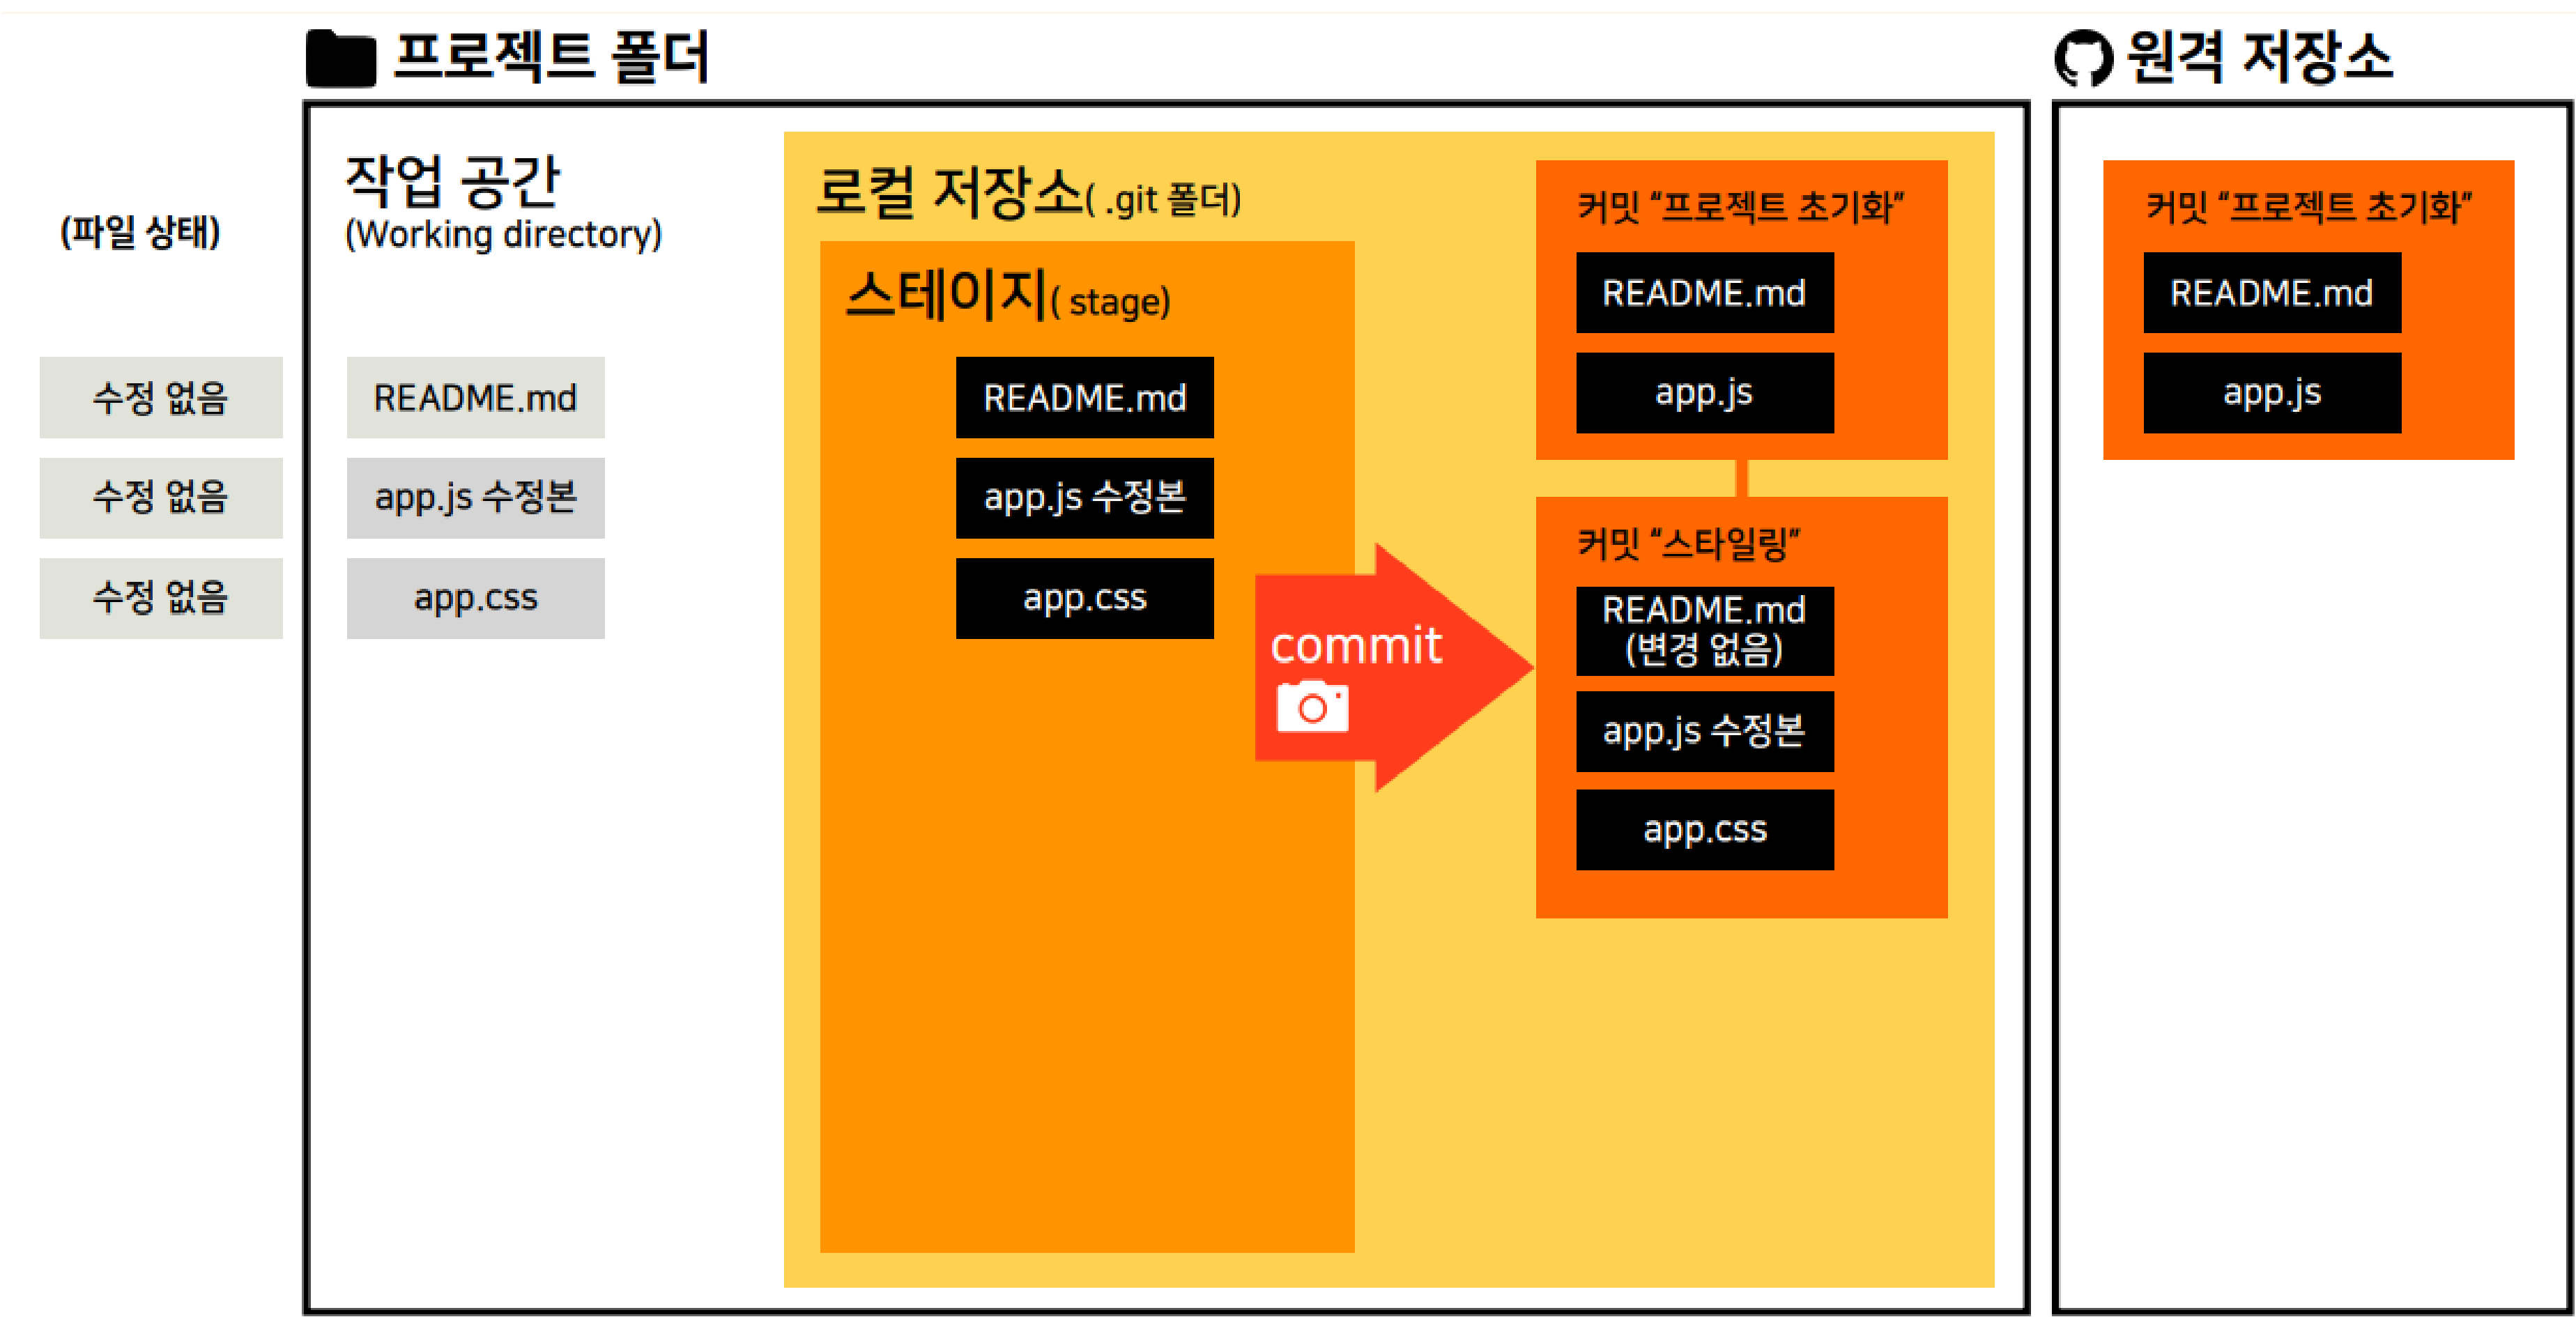 프로젝트 폴더
원격 저장소
(파일 상태)
수정 없음
수정 없음
수정 없음
작업 공간
(Working directory)
README.md
app.js 수정본
app.css
로컬 저장소( .git 폴더)
스테이지( stage)
README.md
app.js 수정본
app.css
commit
커밋 “프로젝트 초기화”
README.md
app.js
커밋 “스타일링”
README.md
(변경 없음)
app.js 수정본
app.css
커밋 “프로젝트 초기화”
README.md
app.js